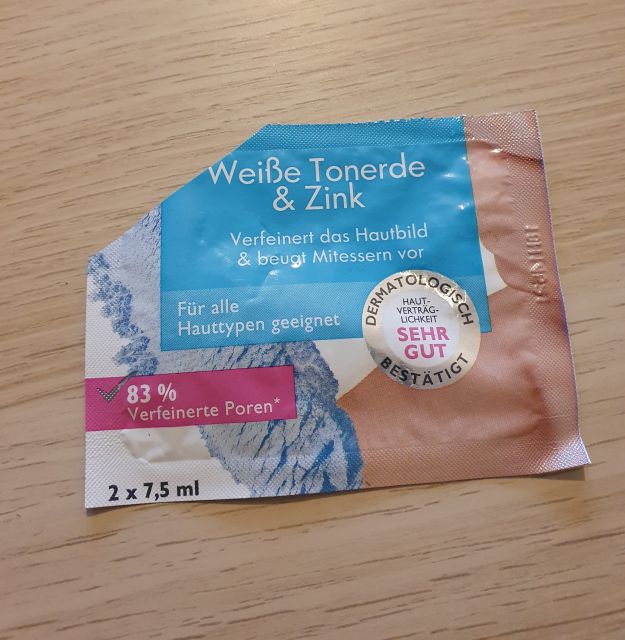 Weiße Tonerde
& Zink
Verfeinert das Hautbild
& beugt Mitessern vor
Für alle
Hauttypen geeignet
DERMATOLOGISCH
HAUT-
VERTRÄG-
LICHKEIT
SEHR
GUT
BESTÄTIGT
83 %
Verfeinerte Poren*
2 x 7,5 ml